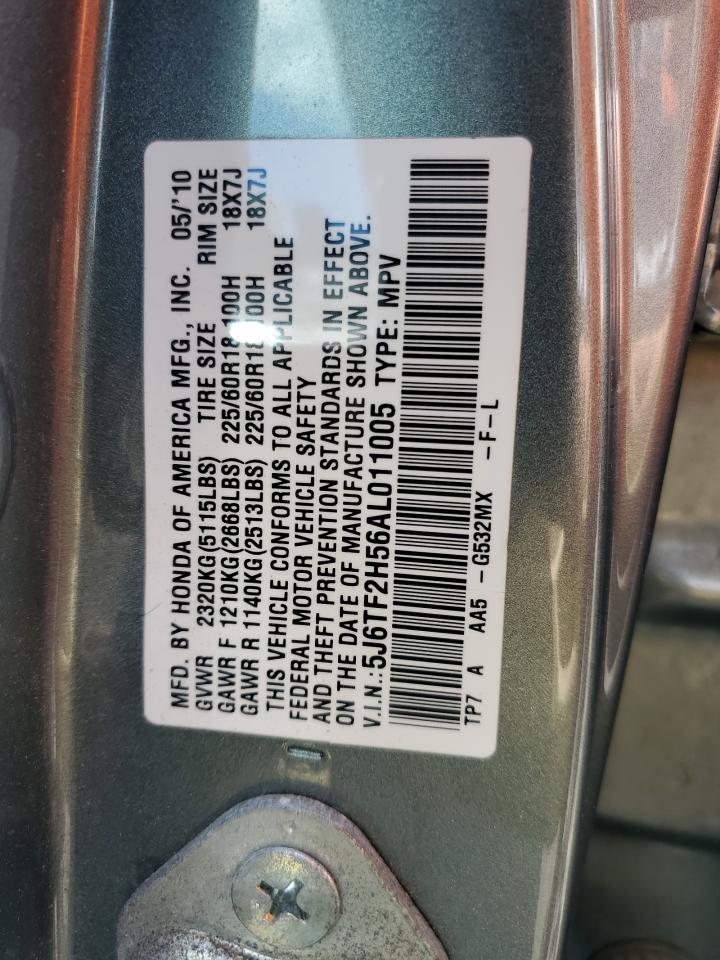 MFD. BY HONDA OF AMERICA MFG., INC. 05/'10
GVWR 2320KG(5115LBS) TIRE SIZE RIM SIZE
GAWR F 1210KG(2668LBS) 225/60R18 100H 18X7J
GAWR R 1140KG(2513LBS) 225/60R18 100H 18X7J
THIS VEHICLE CONFORMS TO ALL APPLICABLE
FEDERAL MOTOR VEHICLE SAFETY
AND THEFT PREVENTION STANDARDS IN EFFECT
ON THE DATE OF MANUFACTURE SHOWN ABOVE.
V.I.N.:5J6TF2H56AL011005 TYPE: MPV
TP7 A AA5 -G532MX -F-L